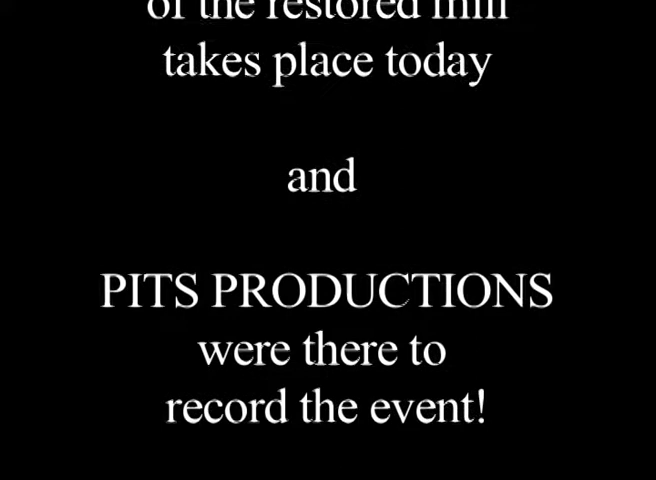 of the restored mill
takes place today
and
PITS PRODUCTIONS
were there to
record the event!